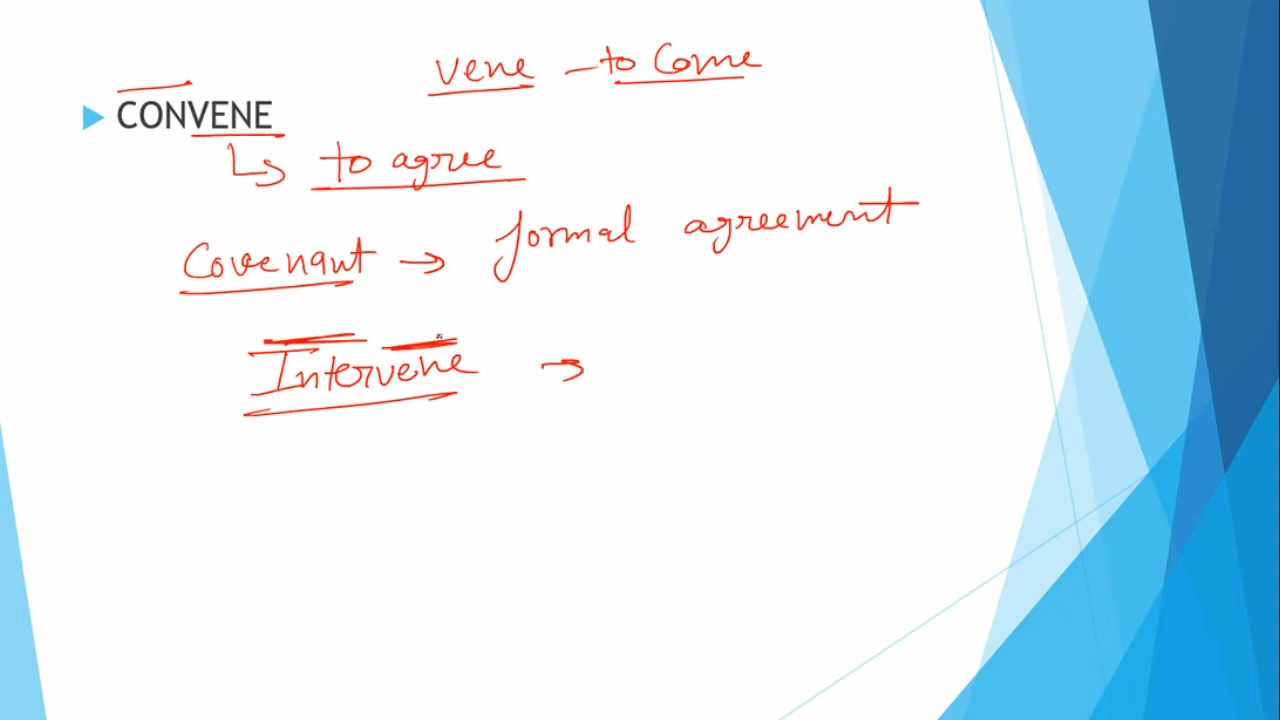 vene - to Come
CONVENE
↳ to agree
Covenant → formal agreement
Intervene →